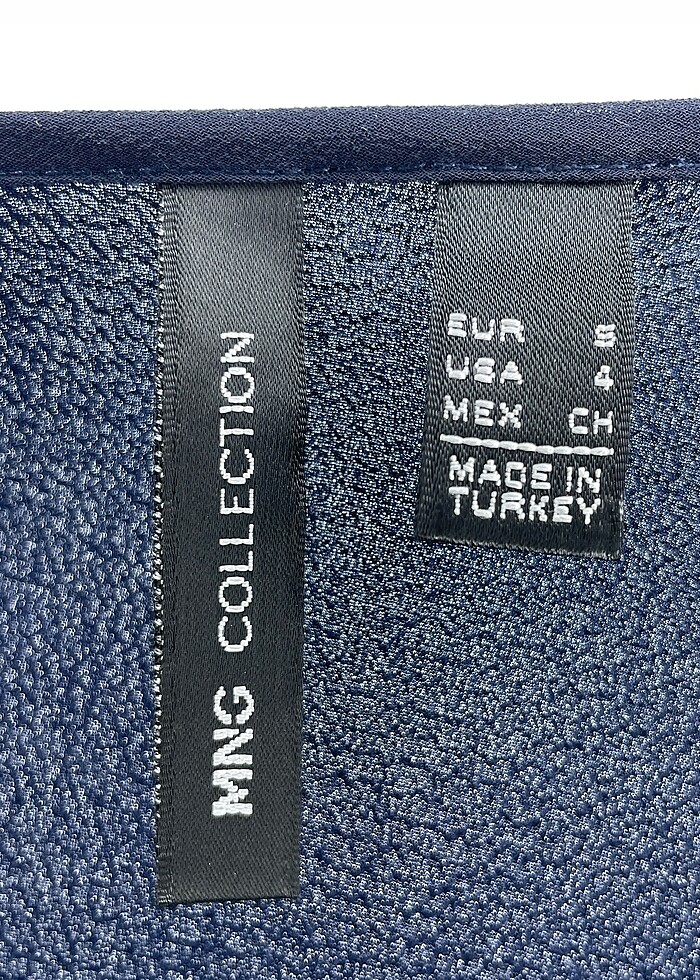 MNG COLLECTION
EUR S
USA 4
MEX CH
MADE IN
TURKEY